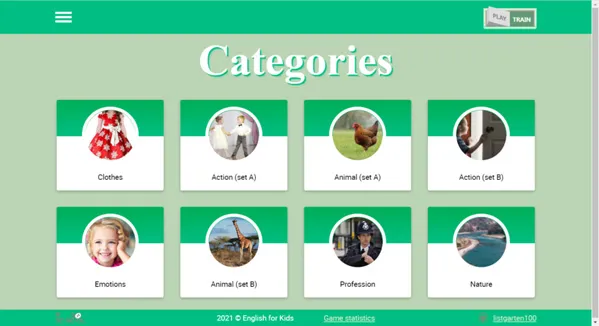 PLAY TRAIN
Categories
Clothes
Action (set A)
Animal (set A)
Action (set B)
Emotions
Animal (set B)
Profession
Nature
2021 © English for Kids
Game statistics
listgarten100